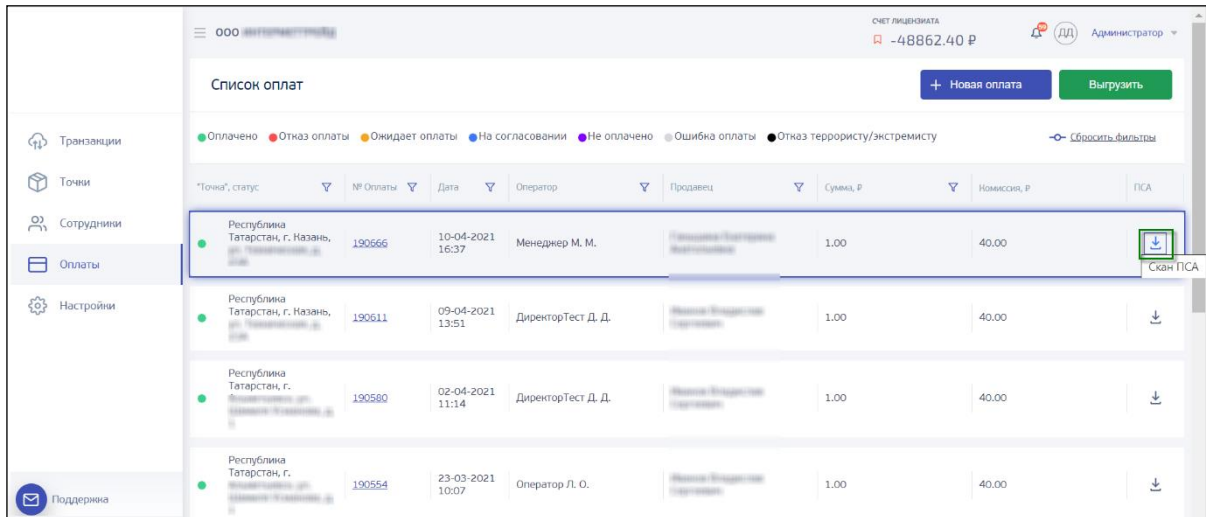 ООО
СЧЕТ ЛИЦЕНЗИАТА
-48862.40 ₽
ДД
Администратор
Список оплат
+ Новая оплата
Выгрузить
Транзакции
Точки
Сотрудники
Оплаты
Настройки
Поддержка
Оплачено Отказ оплаты Ожидает оплаты На согласовании Не оплачено Ошибка оплаты Отказ террористу/экстремисту
Сбросить фильтры
"Точка", статус № Оплаты Дата Оператор Продавец Сумма, ₽ Комиссия, ₽ ПСА
Республика
Татарстан, г. Казань,
190666
10-04-2021
16:37
Менеджер М. М.
1.00
40.00
Скан ПСА
Республика
Татарстан, г. Казань,
190611
09-04-2021
13:51
ДиректорТест Д. Д.
1.00
40.00
Республика
Татарстан, г.
190580
02-04-2021
11:14
ДиректорТест Д. Д.
1.00
40.00
Республика
Татарстан, г.
190554
23-03-2021
10:07
Оператор Л. О.
1.00
40.00